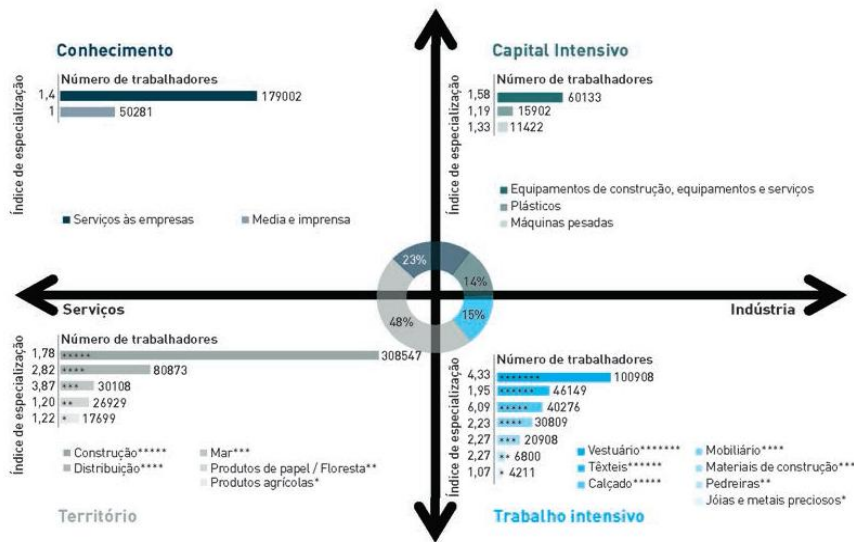 Conhecimento
Índice de especialização
Número de trabalhadores
1,4 179002
1 50281
Serviços às empresas
Media e imprensa
Capital Intensivo
Índice de especialização
Número de trabalhadores
1,58 60133
1,19 15902
1,33 11422
Equipamentos de construção, equipamentos e serviços
Plásticos
Máquinas pesadas
23%
14%
48%
15%
Serviços
Indústria
Índice de especialização
Número de trabalhadores
1,78 ***** 308547
2,82 **** 80873
3,87 *** 30108
1,20 ** 26929
1,22 * 17699
Construção*****
Distribuição****
Mar***
Produtos de papel / Floresta**
Produtos agrícolas*
Território
Índice de especialização
Número de trabalhadores
4,33 ******* 100908
1,95 ****** 46149
6,09 ***** 40276
2,23 **** 30809
2,27 *** 20908
2,27 ** 6800
1,07 * 4211
Vestuário*******
Têxteis******
Calçado*****
Mobiliário****
Materiais de construção***
Pedreiras**
Jóias e metais preciosos*
Trabalho intensivo